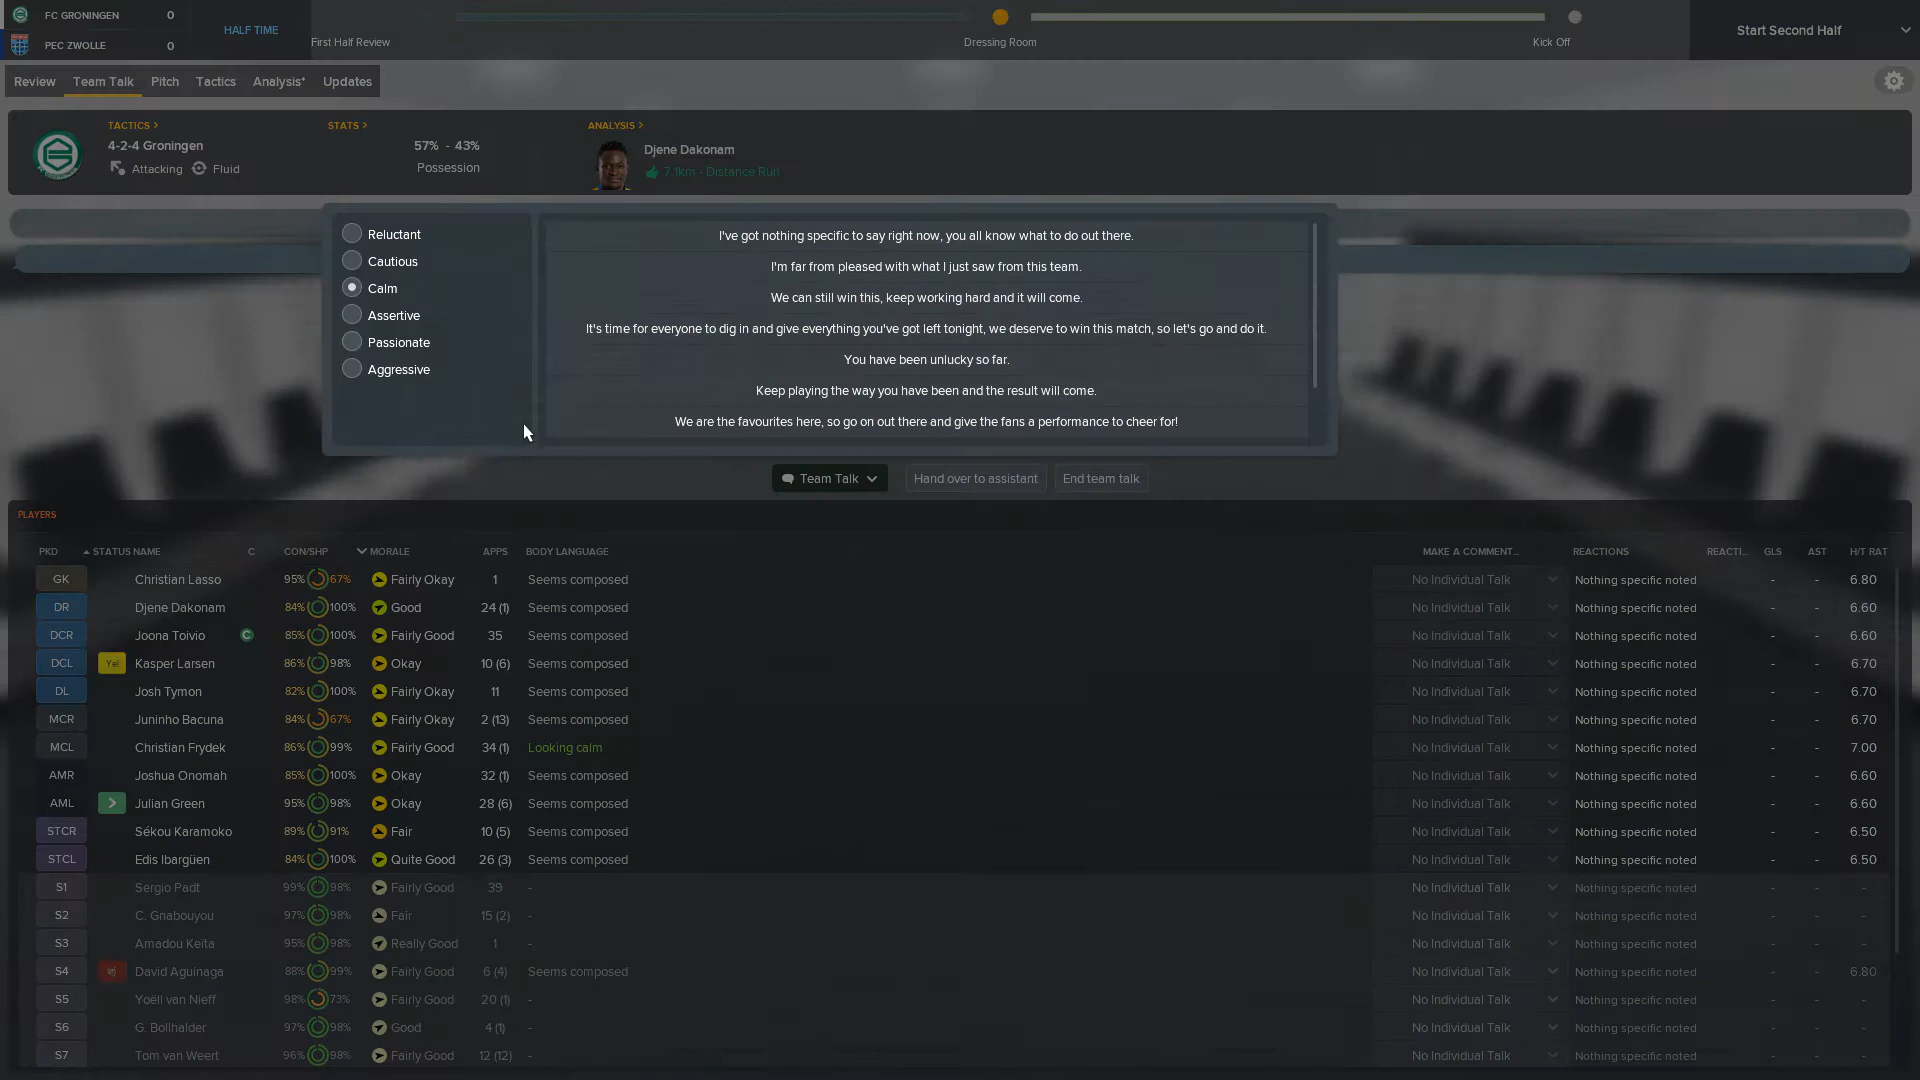 FC GRONINGEN 0
PEC ZWOLLE 0
HALF TIME
First Half Review
Dressing Room
Kick Off
Start Second Half
Review Team Talk Pitch Tactics Analysis* Updates
TACTICS > STATS > ANALYSIS >
4-2-4 Groningen 57% - 43% Djene Dakonam
Attacking Fluid Possession 7.1km - Distance Run
Reluctant
Cautious
Calm
Assertive
Passionate
Aggressive
I've got nothing specific to say right now, you all know what to do out there.
I'm far from pleased with what I just saw from this team.
We can still win this, keep working hard and it will come.
It's time for everyone to dig in and give everything you've got left tonight, we deserve to win this match, so let's go and do it.
You have been unlucky so far.
Keep playing the way you have been and the result will come.
We are the favourites here, so go on out there and give the fans a performance to cheer for!
Team Talk Hand over to assistant End team talk
PLAYERS
PKD STATUS NAME C CON/SHP MORALE APPS BODY LANGUAGE MAKE A COMMENT... REACTIONS REACTI... GLS AST H/T RAT
GK Christian Lasso 95% 67% Fairly Okay 1 Seems composed No Individual Talk Nothing specific noted - - 6.80
DR Djene Dakonam 84% 100% Good 24 (1) Seems composed No Individual Talk Nothing specific noted - - 6.60
DCR Joona Toivio C 85% 100% Fairly Good 35 Seems composed No Individual Talk Nothing specific noted - - 6.60
DCL Yel Kasper Larsen 86% 98% Okay 10 (6) Seems composed No Individual Talk Nothing specific noted - - 6.70
DL Josh Tymon 82% 100% Fairly Okay 11 Seems composed No Individual Talk Nothing specific noted - - 6.70
MCR Juninho Bacuna 84% 67% Fairly Okay 2 (13) Seems composed No Individual Talk Nothing specific noted - - 6.70
MCL Christian Frydek 86% 99% Fairly Good 34 (1) Looking calm No Individual Talk Nothing specific noted - - 7.00
AMR Joshua Onomah 85% 100% Okay 32 (1) Seems composed No Individual Talk Nothing specific noted - - 6.60
AML Julian Green 95% 98% Okay 28 (6) Seems composed No Individual Talk Nothing specific noted - - 6.60
STCR Sékou Karamoko 89% 91% Fair 10 (5) Seems composed No Individual Talk Nothing specific noted - - 6.50
STCL Edis Ibargüen 84% 100% Quite Good 26 (3) Seems composed No Individual Talk Nothing specific noted - - 6.50
S1 Sergio Padt 99% 98% Fairly Good 39 - No Individual Talk Nothing specific noted - - -
S2 C. Gnabouyou 97% 98% Fair 15 (2) - No Individual Talk Nothing specific noted - - -
S3 Amadou Keita 95% 98% Really Good 1 - No Individual Talk Nothing specific noted - - -
S4 Inj David Aguinaga 88% 99% Fairly Good 6 (4) Seems composed No Individual Talk Nothing specific noted - - 6.80
S5 Yoëll van Nieff 98% 73% Fairly Good 20 (1) - No Individual Talk Nothing specific noted - - -
S6 G. Bollhalder 97% 98% Good 4 (1) - No Individual Talk Nothing specific noted - - -
S7 Tom van Weert 96% 98% Fairly Good 12 (12) - No Individual Talk Nothing specific noted - - -